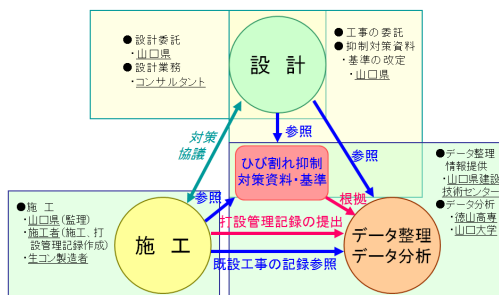 ●設計委託
・山口県
●設計業務
・コンサルタント
設 計
●工事の委託
●抑制対策資料
・基準の改定
・山口県
対策
協議
参照
参照
参照
ひび割れ抑制
対策資料・基準
根拠
●データ整理
情報提供
・山口県建設
技術センター
●データ分析
・徳山高専
・山口大学
●施 工
・山口県(監理)
・施工者(施工、打
設管理記録作成)
・生コン製造者
施 工
打設管理記録の提出
既設工事の記録参照
データ整理
データ分析